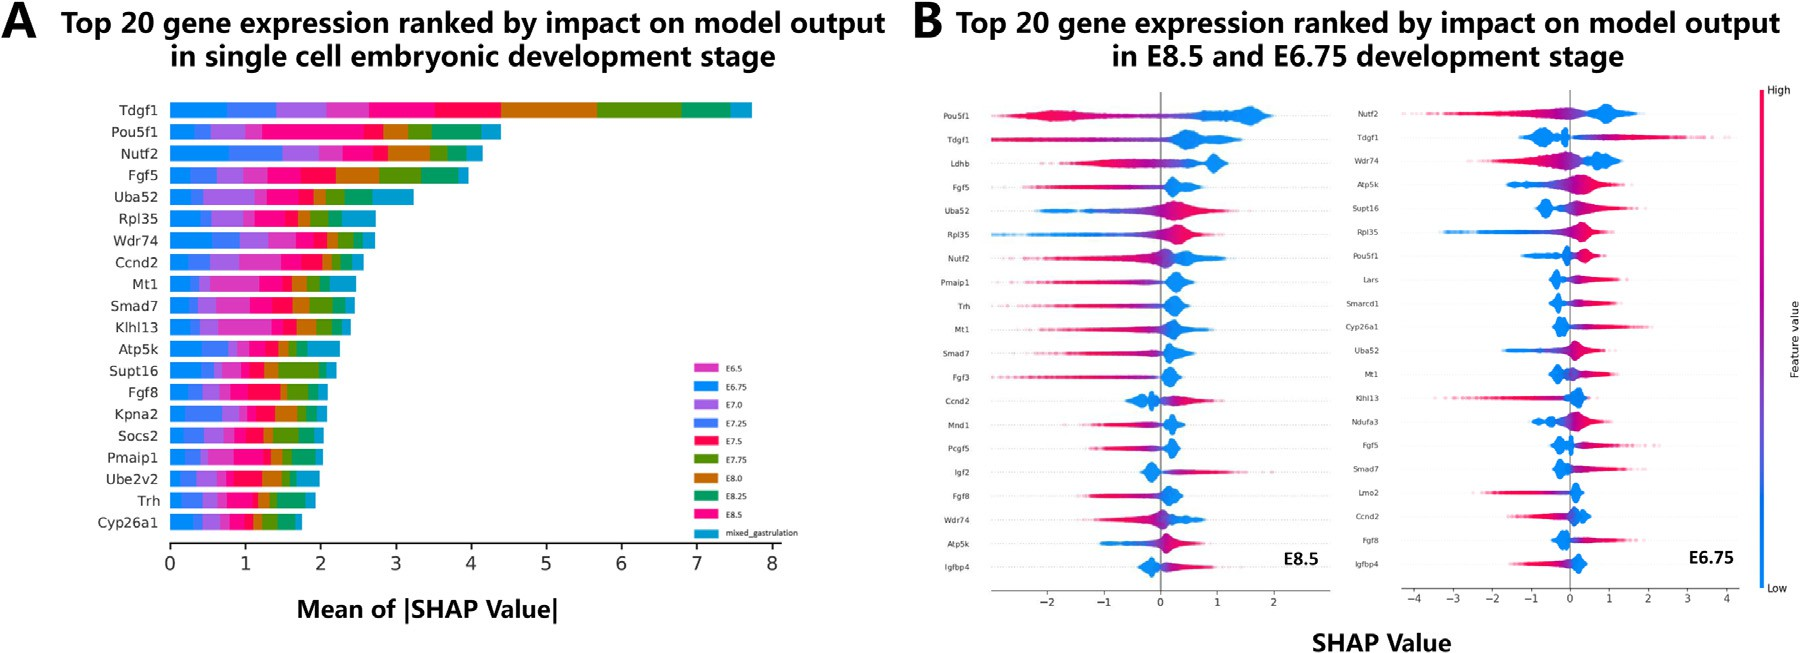 A
Top 20 gene expression ranked by impact on model output
in single cell embryonic development stage
Tdgf1
Pou5f1
Nutf2
Fgf5
Uba52
Rpl35
Wdr74
Ccnd2
Mt1
Smad7
Klhl13
Atp5k
Supt16
Fgf8
Kpna2
Socs2
Pmaip1
Ube2v2
Trh
Cyp26a1
E6.5
E6.75
E7.0
E7.25
E7.5
E7.75
E8.0
E8.25
E8.5
mixed_gastrulation
0 1 2 3 4 5 6 7 8
Mean of |SHAP Value|
B
Top 20 gene expression ranked by impact on model output
in E8.5 and E6.75 development stage
Pou5f1
Tdgf1
Ldhb
Fgf5
Uba52
Rpl35
Nutf2
Pmaip1
Trh
Mt1
Smad7
Fgf3
Ccnd2
Mnd1
Pcgf5
Igf2
Fgf8
Wdr74
Atp5k
Igfbp4
E8.5
−2 −1 0 1 2
Nutf2
Tdgf1
Wdr74
Atp5k
Supt16
Rpl35
Pou5f1
Lars
Smarcd1
Cyp26a1
Uba52
Mt1
Klhl13
Ndufa3
Fgf5
Smad7
Lmo2
Ccnd2
Fgf8
Igfbp4
E6.75
−4 −3 −2 −1 0 1 2 3 4
High
Feature value
Low
SHAP Value